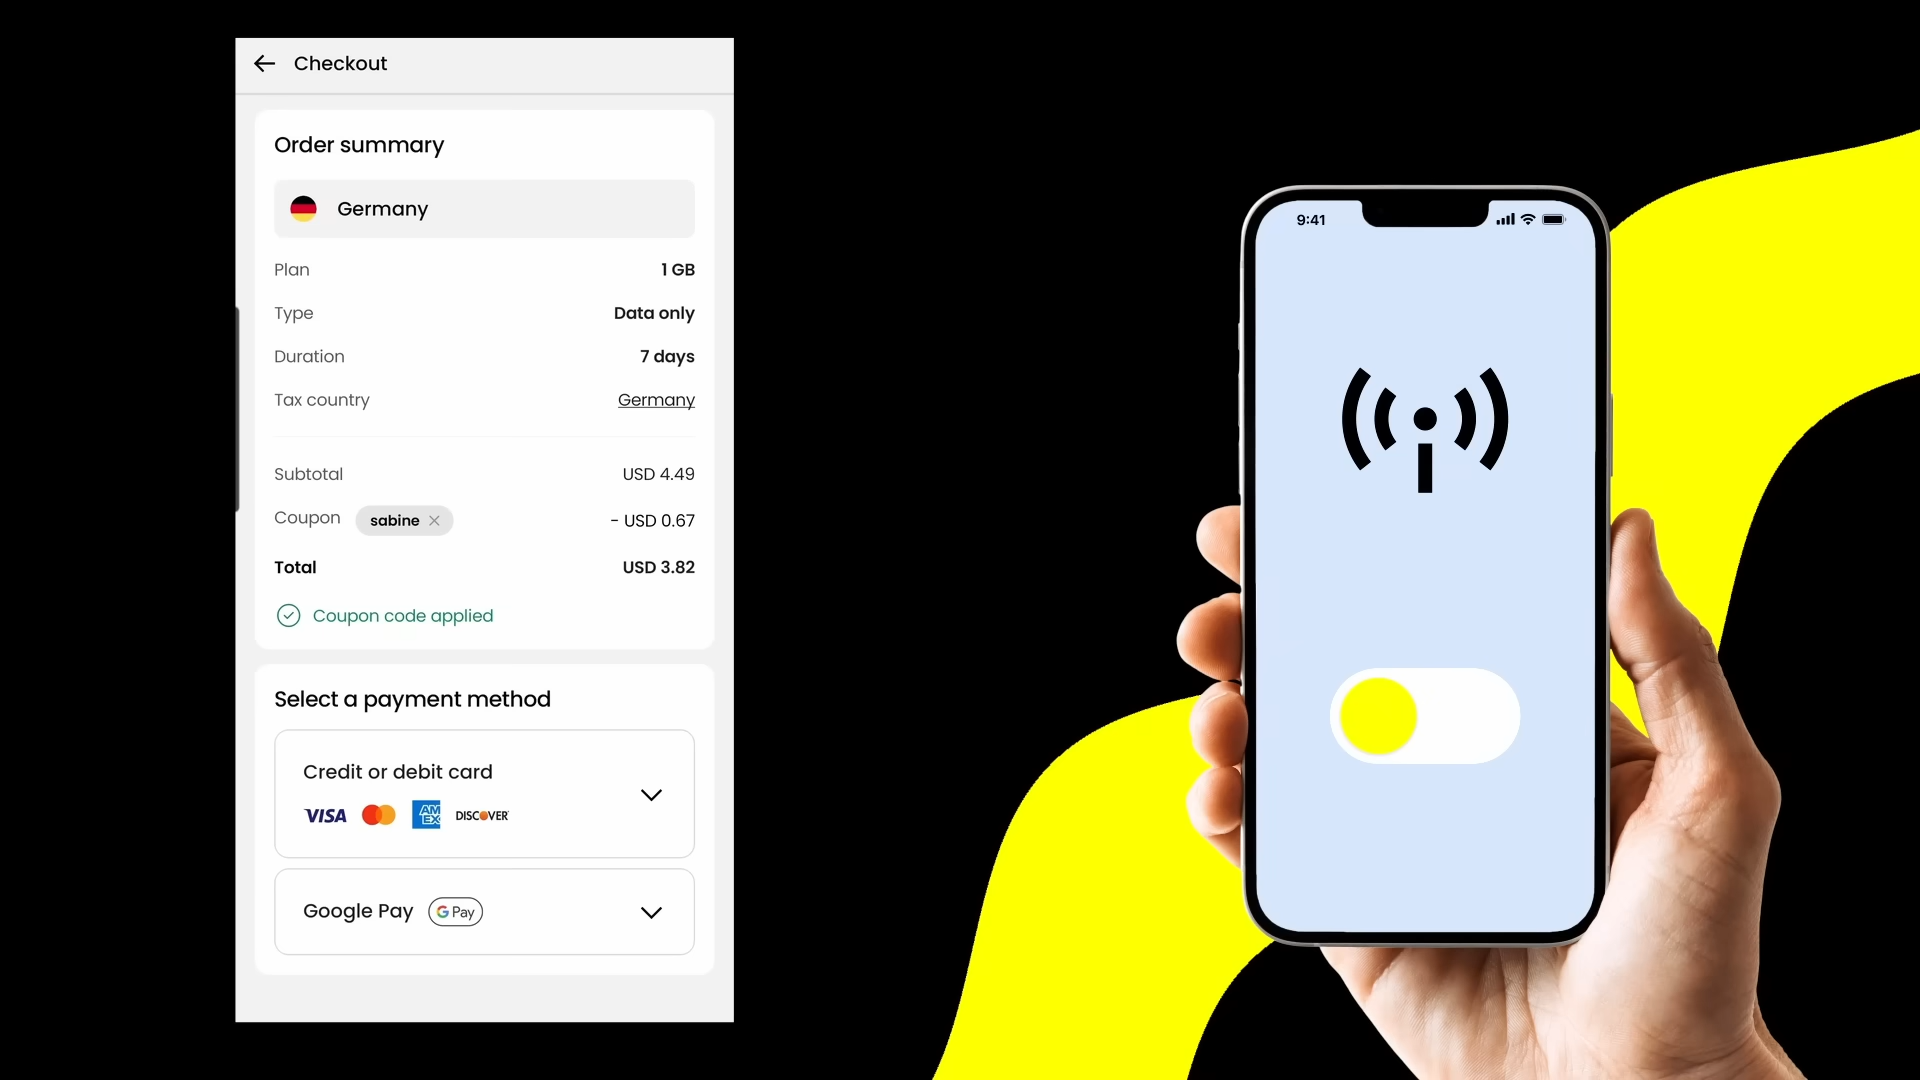 Checkout
Order summary
Germany
Plan 1 GB
Type Data only
Duration 7 days
Tax country Germany
Subtotal USD 4.49
Coupon sabine - USD 0.67
Total USD 3.82
Coupon code applied
Select a payment method
Credit or debit card
VISA AMEX DISCOVER
Google Pay G Pay
9:41